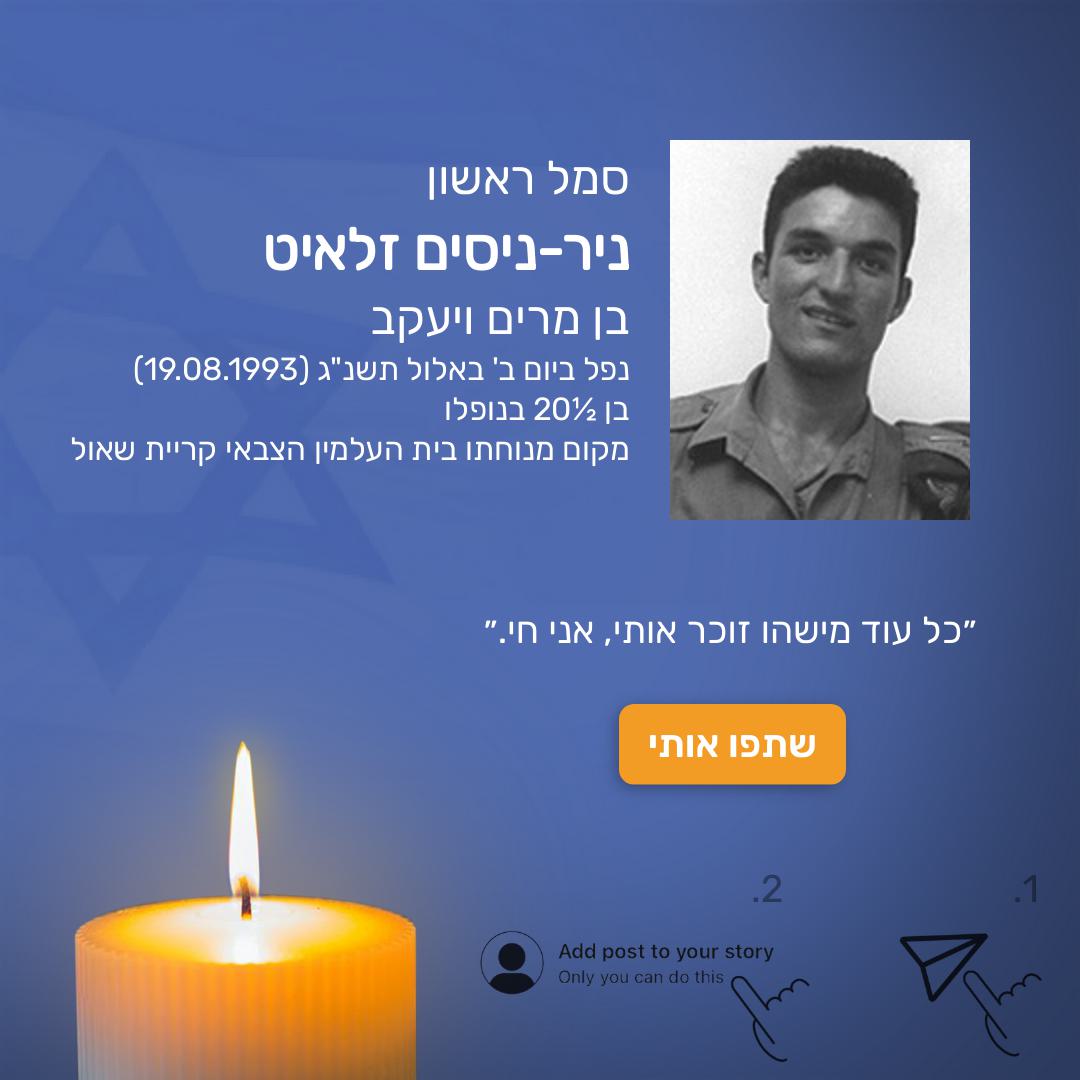 סמל ראשון
ניר-ניסים זלאיט
בן מרים ויעקב
נפל ביום ב' באלול תשנ"ג (19.08.1993)
בן 20½ בנופלו
מקום מנוחתו בית העלמין הצבאי קריית שאול
״כל עוד מישהו זוכר אותי, אני חי.״
שתפו אותי
.1
.2
Add post to your story
Only you can do this